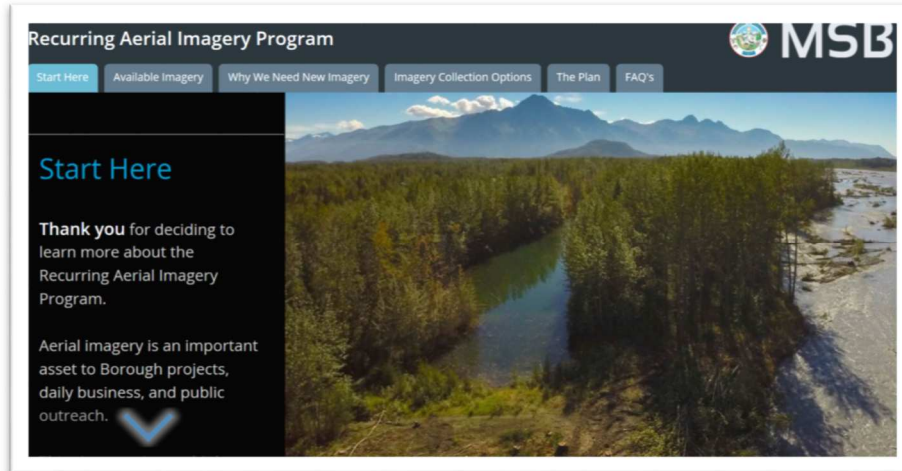 Recurring Aerial Imagery Program
MSB
Start Here
Available Imagery
Why We Need New Imagery
Imagery Collection Options
The Plan
FAQ's
Start Here
Thank you for deciding to
learn more about the
Recurring Aerial Imagery
Program.
Aerial imagery is an important
asset to Borough projects,
daily business, and public
outreach.